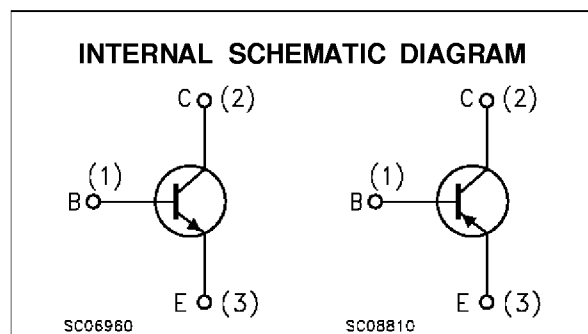 INTERNAL SCHEMATIC DIAGRAM
C (2)
C (2)
(1)
(1)
B
B
E (3)
E (3)
SC06960
SC08810